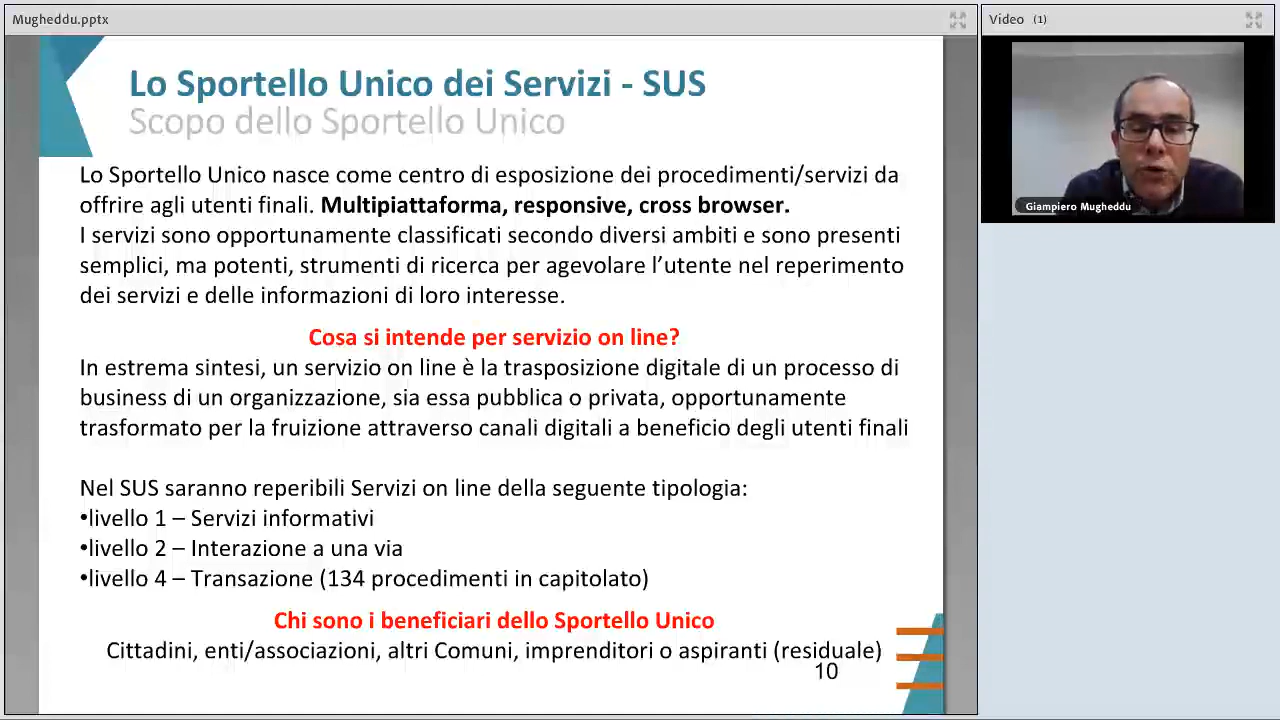 Mugheddu.pptx
Video (1)
Lo Sportello Unico dei Servizi - SUS
Scopo dello Sportello Unico
Lo Sportello Unico nasce come centro di esposizione dei procedimenti/servizi da
offrire agli utenti finali. Multipiattaforma, responsive, cross browser.
I servizi sono opportunamente classificati secondo diversi ambiti e sono presenti
semplici, ma potenti, strumenti di ricerca per agevolare l’utente nel reperimento
dei servizi e delle informazioni di loro interesse.
Cosa si intende per servizio on line?
In estrema sintesi, un servizio on line è la trasposizione digitale di un processo di
business di un organizzazione, sia essa pubblica o privata, opportunamente
trasformato per la fruizione attraverso canali digitali a beneficio degli utenti finali
Nel SUS saranno reperibili Servizi on line della seguente tipologia:
•livello 1 – Servizi informativi
•livello 2 – Interazione a una via
•livello 4 – Transazione (134 procedimenti in capitolato)
Chi sono i beneficiari dello Sportello Unico
Cittadini, enti/associazioni, altri Comuni, imprenditori o aspiranti (residuale)
10
Giampiero Mugheddu